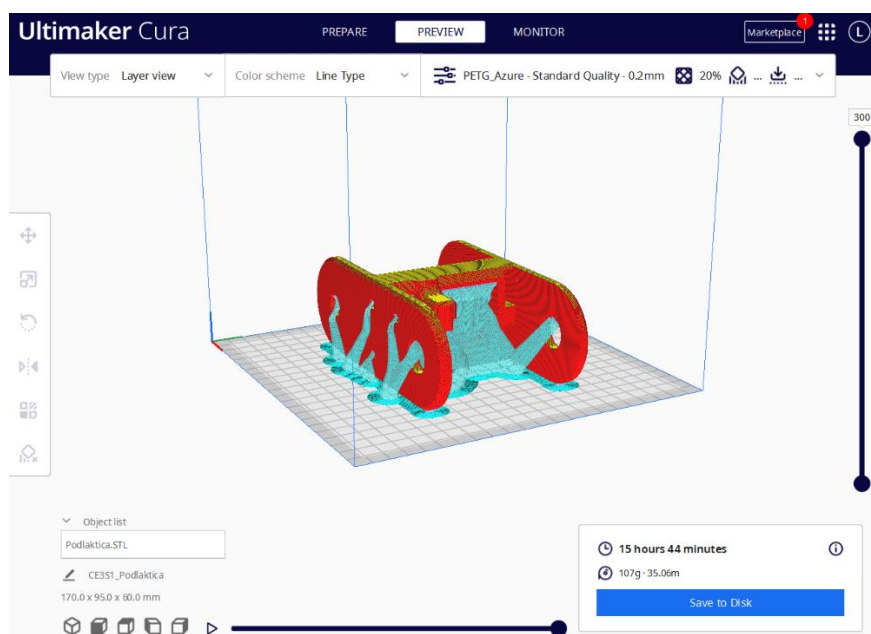 Ultimaker Cura PREPARE PREVIEW MONITOR Marketplace 1 L
View type Layer view Color scheme Line Type PETG_Azure - Standard Quality - 0.2mm 20% ... ...
300
Object list
Podlaktica.STL
CE3S1_Podlaktica
170.0 x 95.0 x 60.0 mm
15 hours 44 minutes
107g · 35.06m
Save to Disk